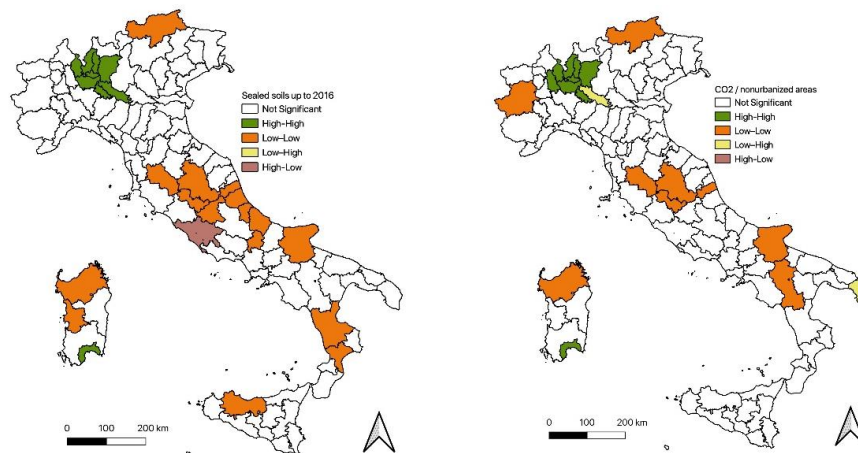 Sealed soils up to 2016
Not Significant
High-High
Low-Low
Low-High
High-Low
0 100 200 km
CO2 / nonurbanized areas
Not Significant
High-High
Low-Low
Low-High
High-Low
0 100 200 km